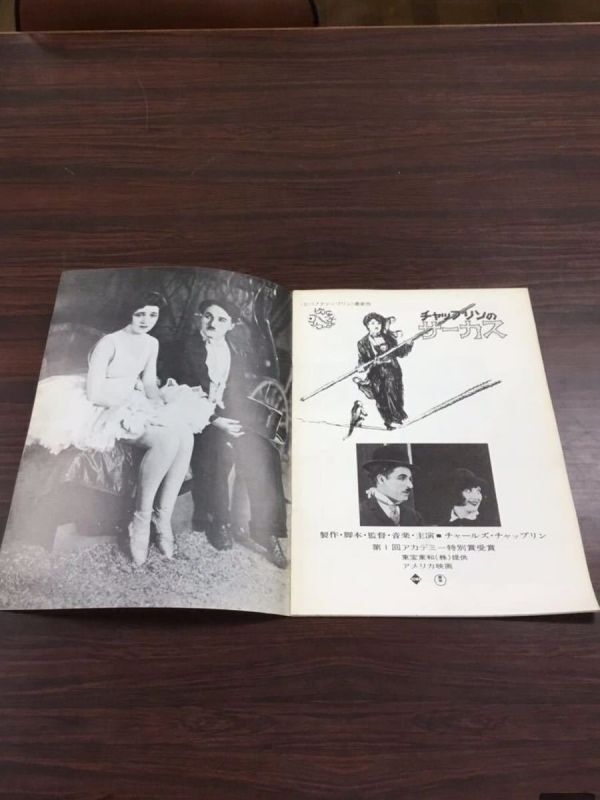 チャップリンの
サーカス
製作・脚本・監督・音楽・主演■チャールズ・チャップリン
第1回アカデミー特別賞受賞
東宝東和(株)提供
アメリカ映画